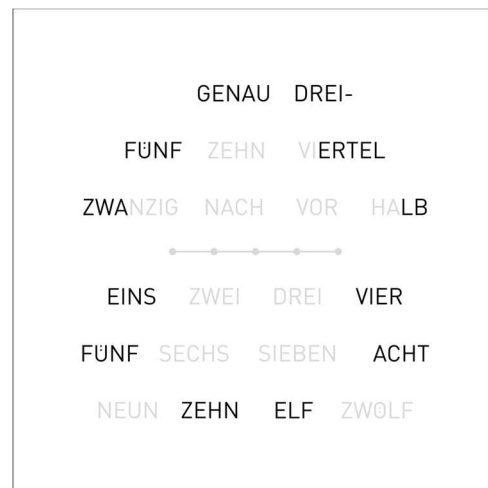 GENAU DREI-
FÜNF ZEHN VIERTEL
ZWANZIG NACH VOR HALB
EINS ZWEI DREI VIER
FÜNF SECHS SIEBEN ACHT
NEUN ZEHN ELF ZWÖLF